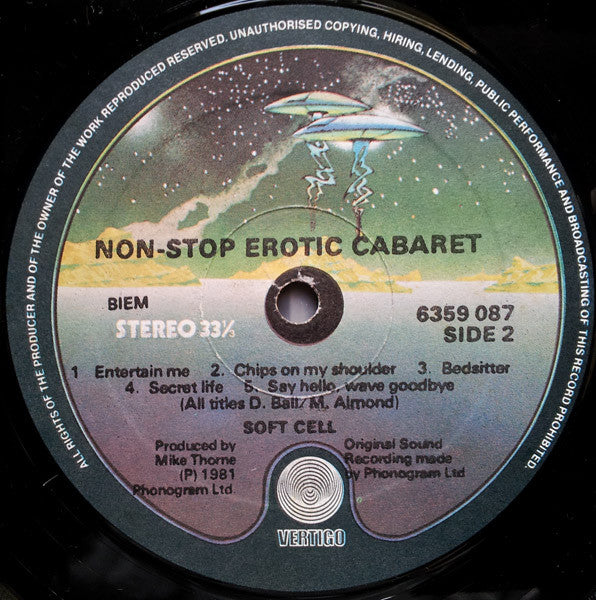 ALL RIGHTS OF THE PRODUCER AND OF THE OWNER OF THE WORK REPRODUCED RESERVED. UNAUTHORISED COPYING, HIRING, LENDING, PUBLIC PERFORMANCE AND BROADCASTING OF THIS RECORD PROHIBITED.
NON-STOP EROTIC CABARET
BIEM
STEREO 33⅓
6359 087
SIDE 2
1 Entertain me 2. Chips on my shoulder 3. Bedsitter
4. Secret life 5. Say hello, wave goodbye
(All titles D. Ball/M. Almond)
SOFT CELL
Produced by
Mike Thorne
(P) 1981
Phonogram Ltd.
Original Sound
Recording made
by Phonogram Ltd
VERTIGO